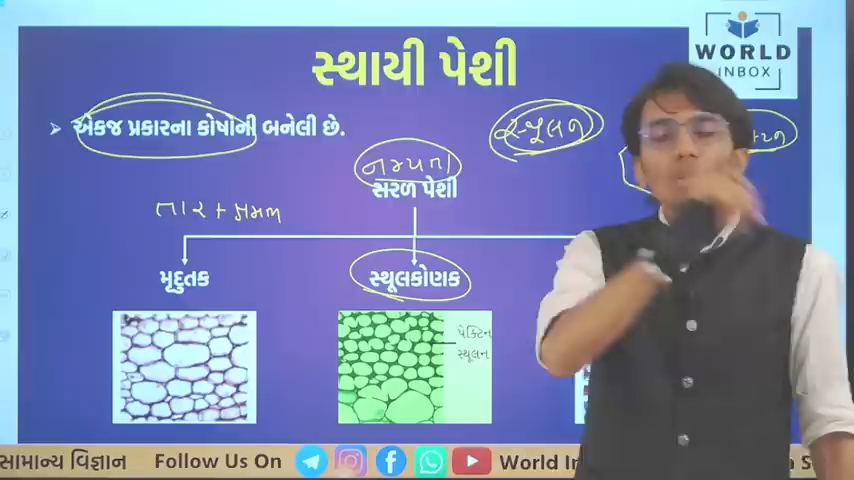 સ્થાયી પેશી
WORLD
INBOX
➤ એકજ પ્રકારના કોષોની બનેલી છે.
સ્થૂલન
નમ્યતા
સરળ પેશી
તાર + કમળ
મૃદુતક
સ્થૂલકોણક
પેક્ટિન
સ્થૂલન
સામાન્ય વિજ્ઞાન Follow Us On World In